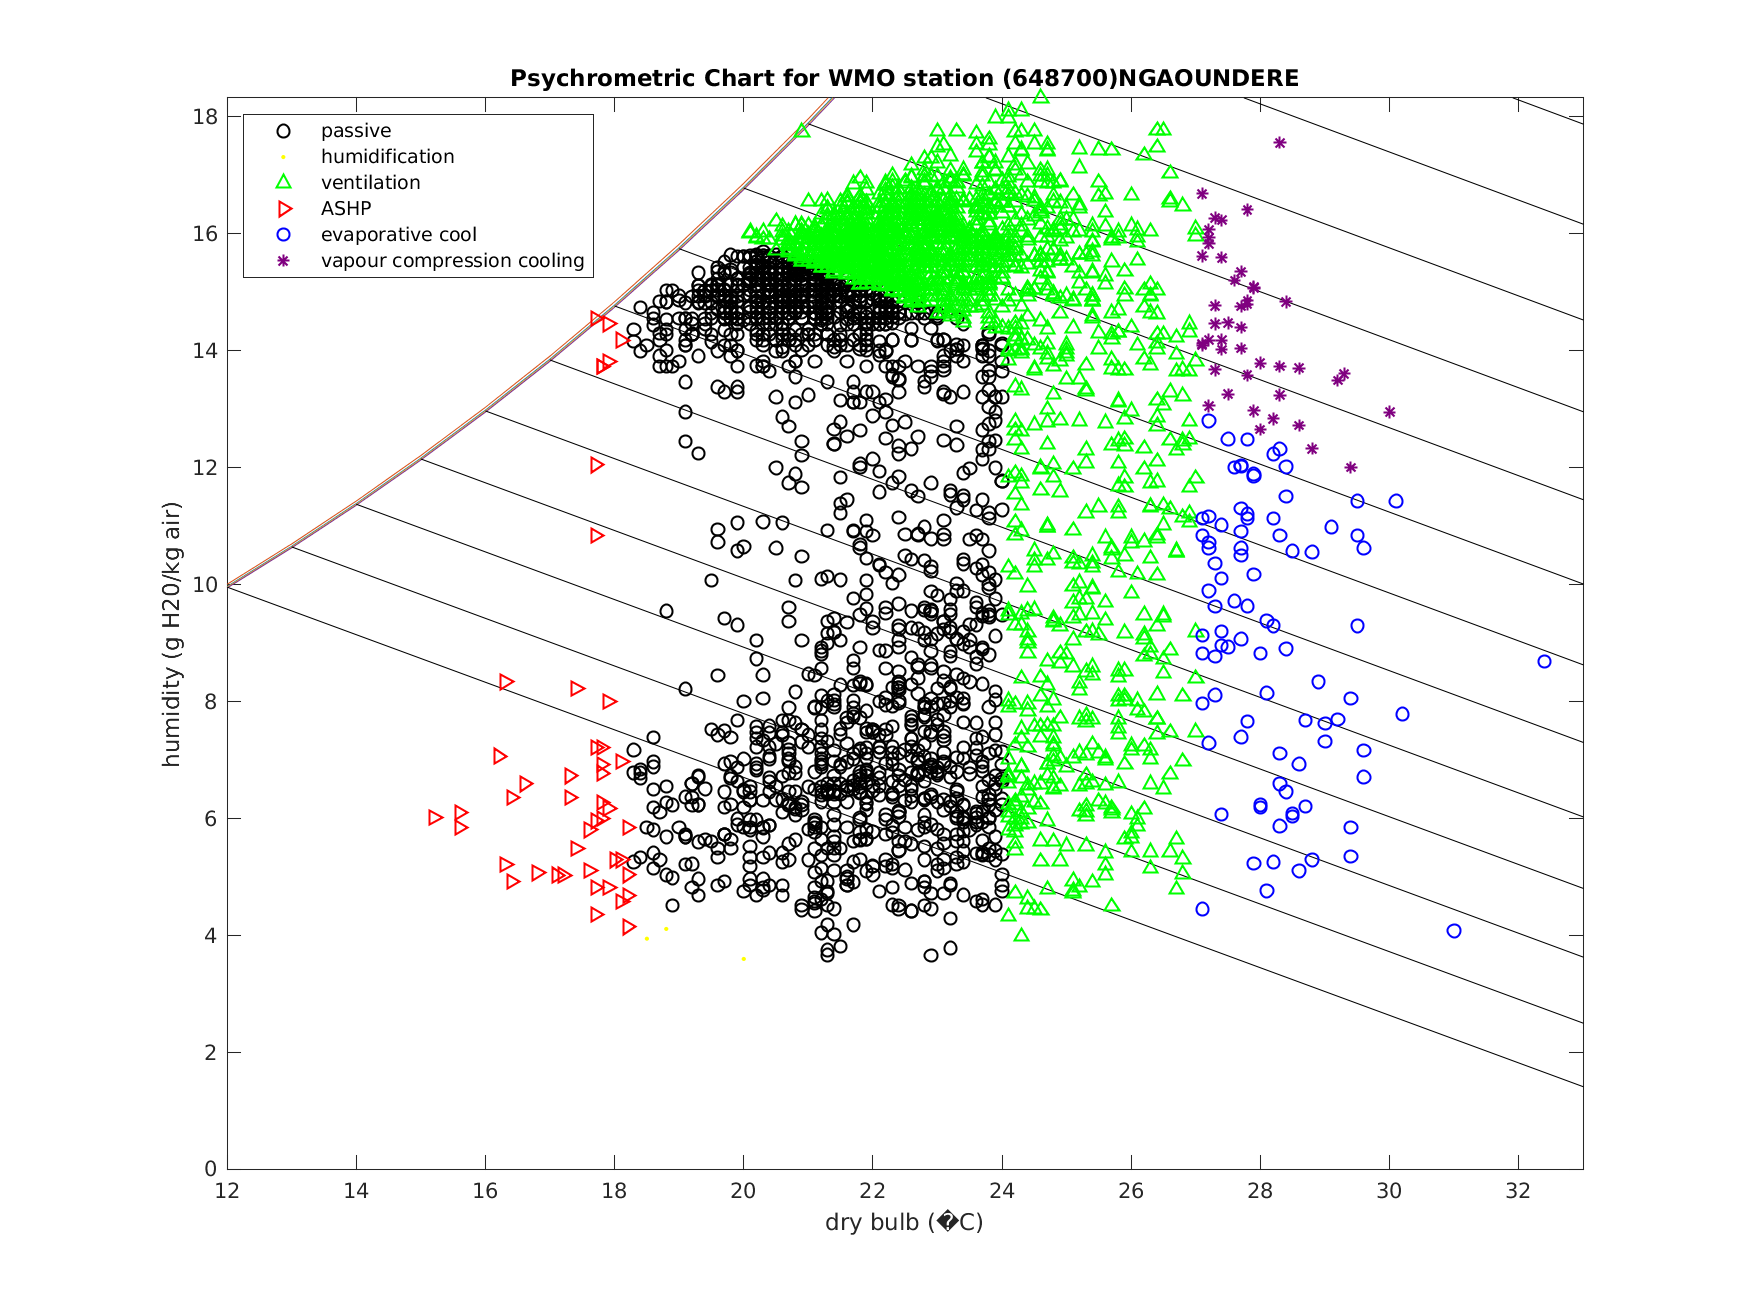 Psychrometric Chart for WMO station (648700)NGAOUNDERE
passive
humidification
ventilation
ASHP
evaporative cool
vapour compression cooling
humidity (g H20/kg air)
18
16
14
12
10
8
6
4
2
0
12 14 16 18 20 22 24 26 28 30 32
dry bulb (�C)